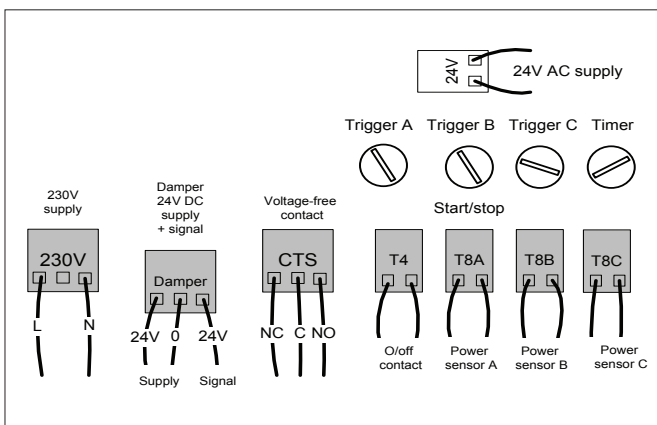 24V
24V AC supply
Trigger A
Trigger B
Trigger C
Timer
230V
supply
Damper
24V DC
supply
+ signal
Voltage-free
contact
Start/stop
230V
Damper
CTS
T4
T8A
T8B
T8C
L
N
24V
0
24V
NC
C
NO
Supply
Signal
O/off
contact
Power
sensor A
Power
sensor B
Power
sensor C